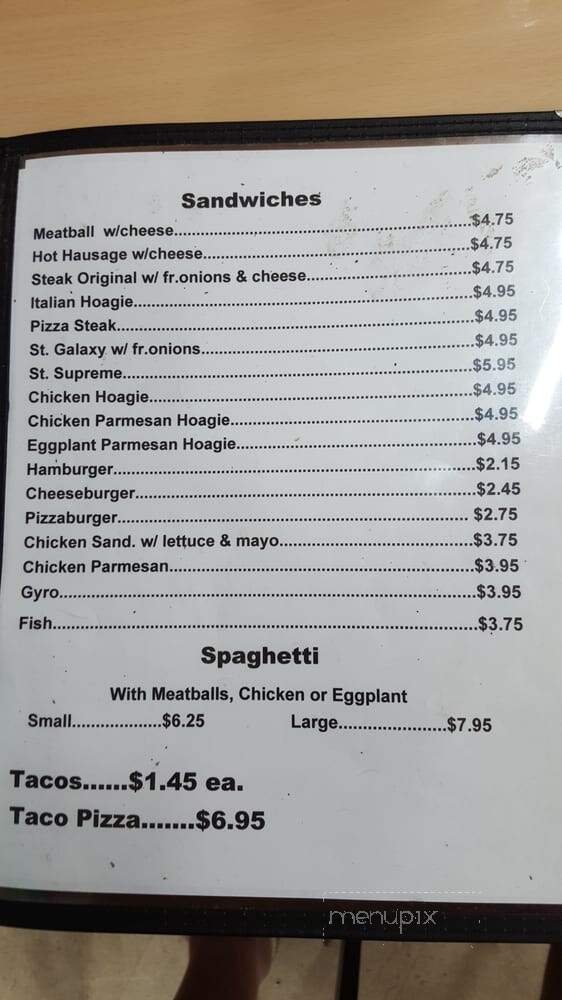 Sandwiches
Meatball w/cheese..........$4.75
Hot Hausage w/cheese..........$4.75
Steak Original w/ fr.onions & cheese..........$4.75
Italian Hoagie..........$4.95
Pizza Steak..........$4.95
St. Galaxy w/ fr.onions..........$4.95
St. Supreme..........$5.95
Chicken Hoagie..........$4.95
Chicken Parmesan Hoagie..........$4.95
Eggplant Parmesan Hoagie..........$4.95
Hamburger..........$2.15
Cheeseburger..........$2.45
Pizzaburger..........$2.75
Chicken Sand. w/ lettuce & mayo..........$3.75
Chicken Parmesan..........$3.95
Gyro..........$3.95
Fish..........$3.75
Spaghetti
With Meatballs, Chicken or Eggplant
Small..........$6.25 Large..........$7.95
Tacos......$1.45 ea.
Taco Pizza.......$6.95
menupix